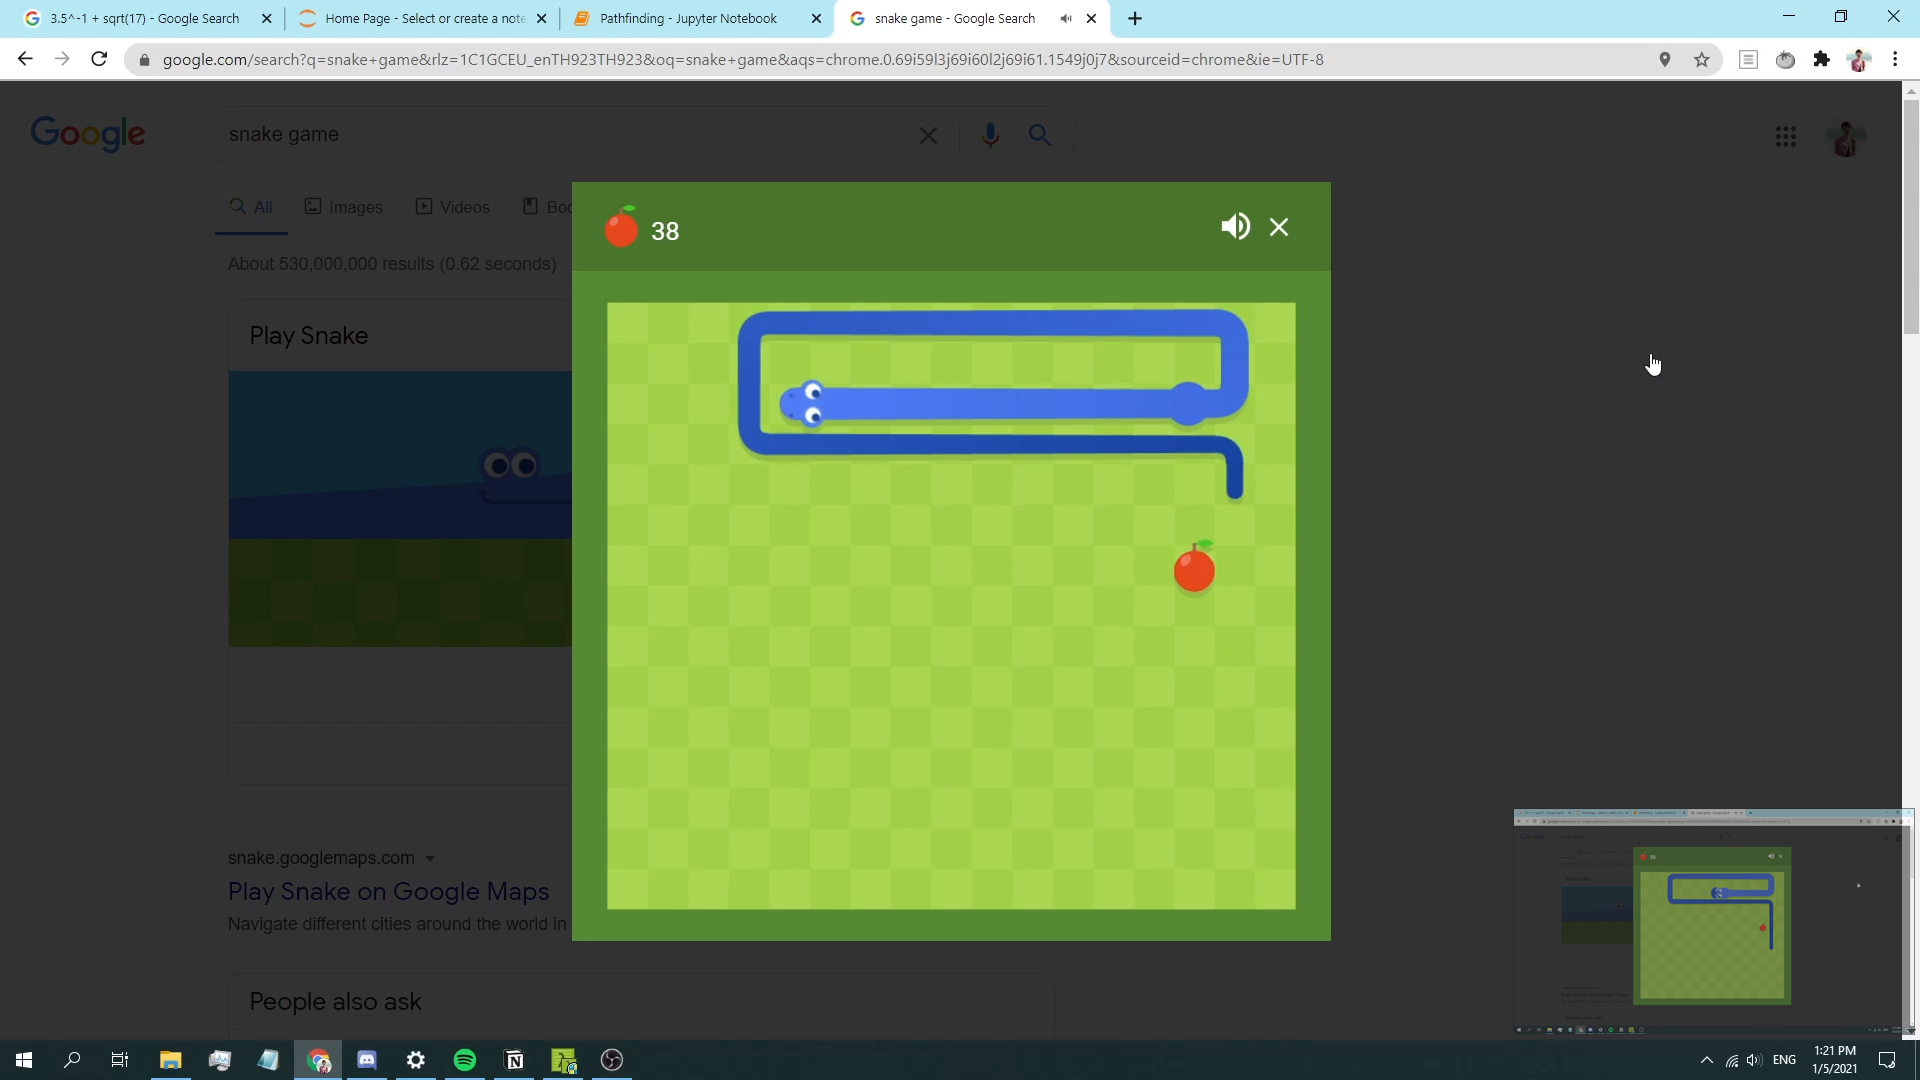 3.5^-1 + sqrt(17) - Google Search
Home Page - Select or create a note
Pathfinding - Jupyter Notebook
snake game - Google Search
google.com/search?q=snake+game&rlz=1C1GCEU_enTH923TH923&oq=snake+game&aqs=chrome.0.69i59l3j69i60l2j69i61.1549j0j7&sourceid=chrome&ie=UTF-8
Google
snake game
All
Images
Videos
Boo
38
About 530,000,000 results (0.62 seconds)
Play Snake
snake.googlemaps.com
Play Snake on Google Maps
Navigate different cities around the world in
People also ask
ENG
1:21 PM
1/5/2021